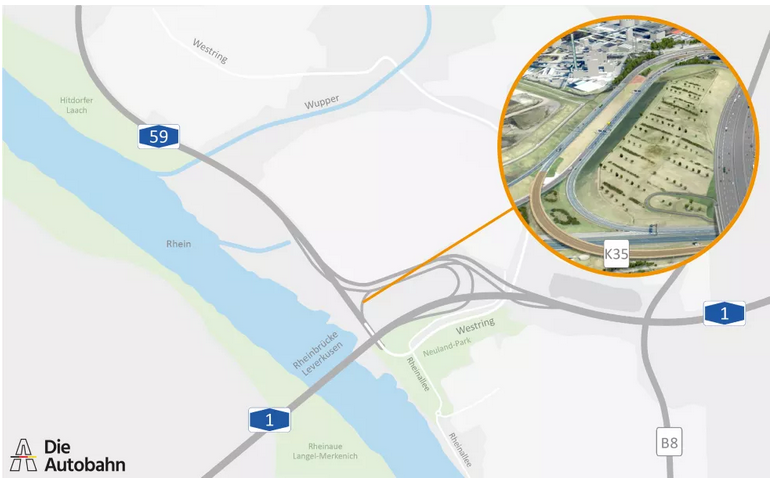 Westring
Hitdorfer
Laach
Wupper
59
Rhein
K35
1
Westring
Neuland-Park
Rheinbrücke
Leverkusen
Rheinallee
1
B8
Rheinallee
Rheinaue
Langel-Merkenich
Die
Autobahn